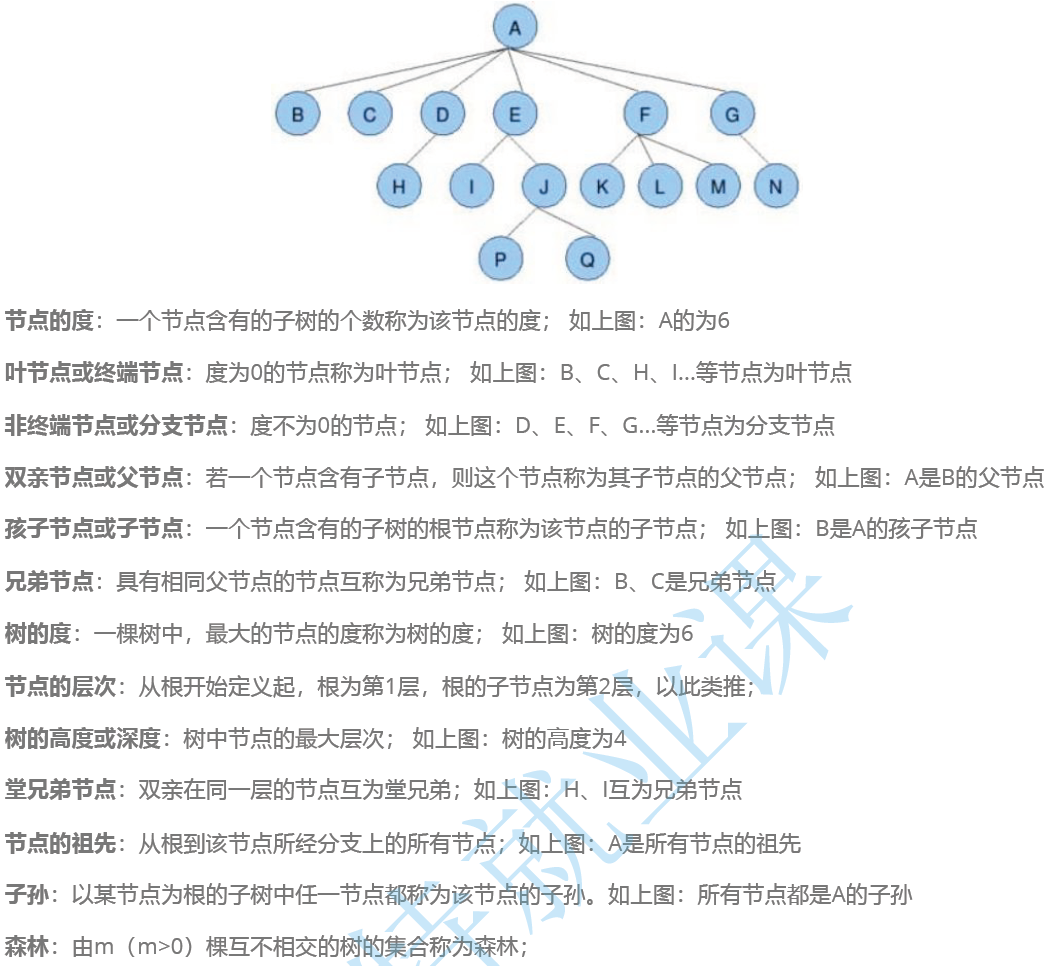 A
B C D E F G
H I J K L M N
P Q
节点的度：一个节点含有的子树的个数称为该节点的度； 如上图：A的为6
叶节点或终端节点：度为0的节点称为叶节点； 如上图：B、C、H、I...等节点为叶节点
非终端节点或分支节点：度不为0的节点； 如上图：D、E、F、G...等节点为分支节点
双亲节点或父节点：若一个节点含有子节点，则这个节点称为其子节点的父节点； 如上图：A是B的父节点
孩子节点或子节点：一个节点含有的子树的根节点称为该节点的子节点； 如上图：B是A的孩子节点
兄弟节点：具有相同父节点的节点互称为兄弟节点； 如上图：B、C是兄弟节点
树的度：一棵树中，最大的节点的度称为树的度； 如上图：树的度为6
节点的层次：从根开始定义起，根为第1层，根的子节点为第2层，以此类推；
树的高度或深度：树中节点的最大层次； 如上图：树的高度为4
堂兄弟节点：双亲在同一层的节点互为堂兄弟；如上图：H、I互为兄弟节点
节点的祖先：从根到该节点所经分支上的所有节点；如上图：A是所有节点的祖先
子孙：以某节点为根的子树中任一节点都称为该节点的子孙。如上图：所有节点都是A的子孙
森林：由m（m>0）棵互不相交的树的集合称为森林；
特就业课